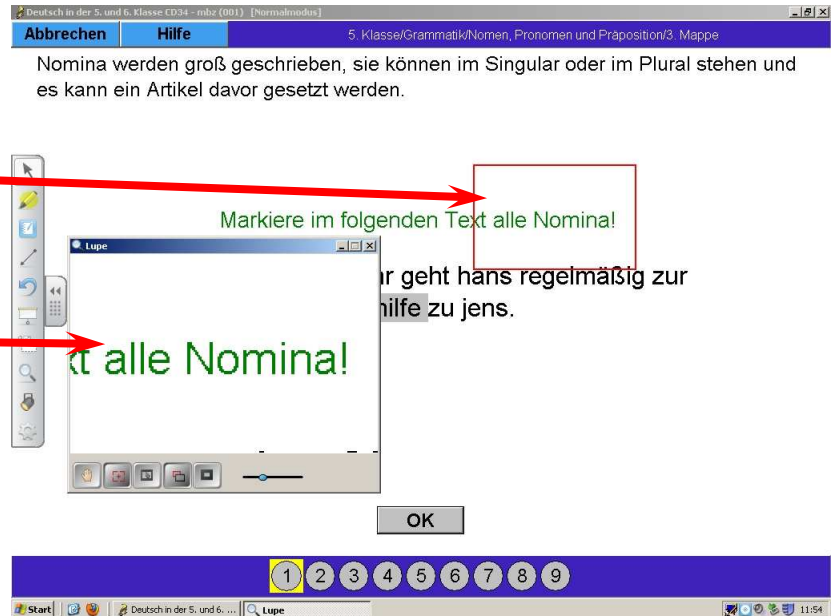 Deutsch in der 5. und 6. Klasse CD34 - mbz (001) [Normalmodus]
Abbrechen Hilfe 5. Klasse/Grammatik/Nomen, Pronomen und Präposition/3. Mappe
Nomina werden groß geschrieben, sie können im Singular oder im Plural stehen und
es kann ein Artikel davor gesetzt werden.
Markiere im folgenden Text alle Nomina!
Lupe
geht hans regelmäßig zur
hilfe zu jens.
alle Nomina!
OK
1 2 3 4 5 6 7 8 9
Start Deutsch in der 5. und 6. ... Lupe 11:54